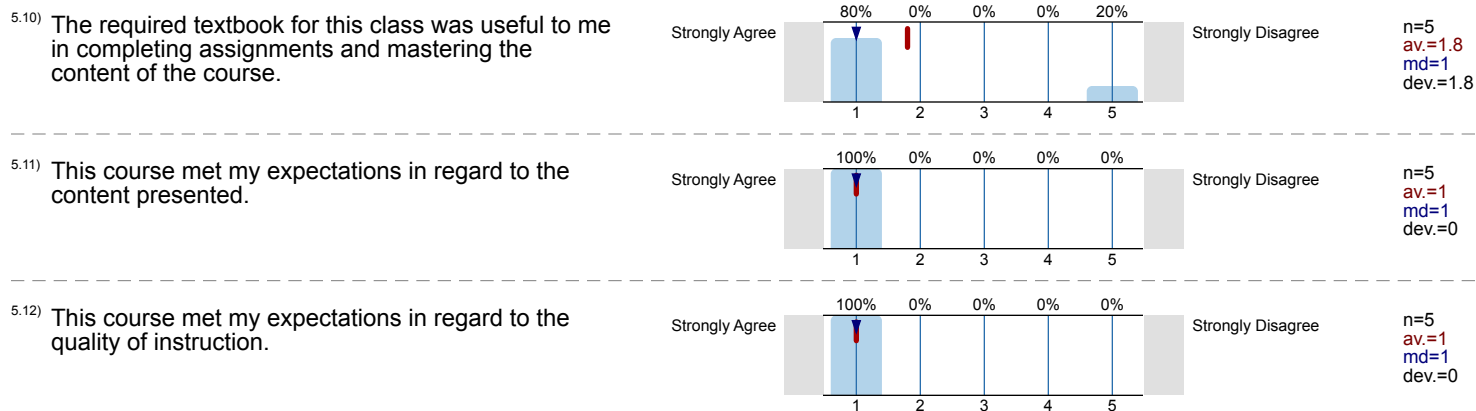 5.10) The required textbook for this class was useful to me
in completing assignments and mastering the
content of the course.
Strongly Agree
80% 0% 0% 0% 20%
1 2 3 4 5
Strongly Disagree
n=5
av.=1.8
md=1
dev.=1.8
5.11) This course met my expectations in regard to the
content presented.
Strongly Agree
100% 0% 0% 0% 0%
1 2 3 4 5
Strongly Disagree
n=5
av.=1
md=1
dev.=0
5.12) This course met my expectations in regard to the
quality of instruction.
Strongly Agree
100% 0% 0% 0% 0%
1 2 3 4 5
Strongly Disagree
n=5
av.=1
md=1
dev.=0